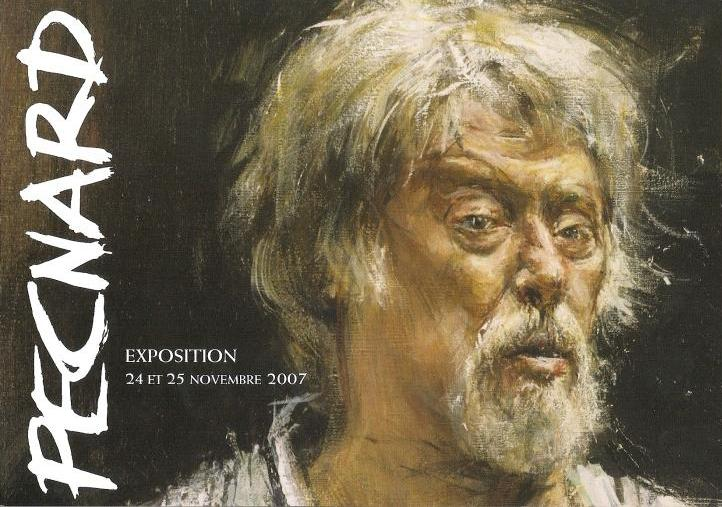 PECNARD
EXPOSITION
24 ET 25 NOVEMBRE 2007